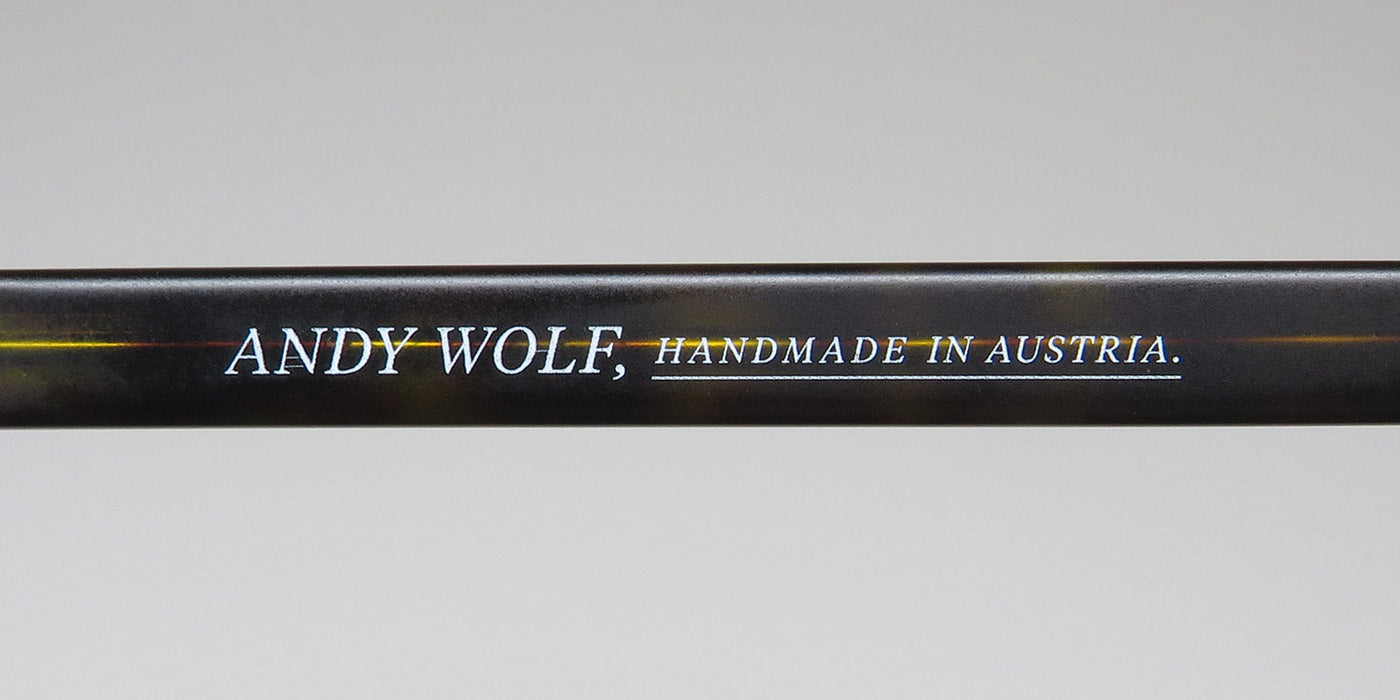 ANDY WOLF, HANDMADE IN AUSTRIA.